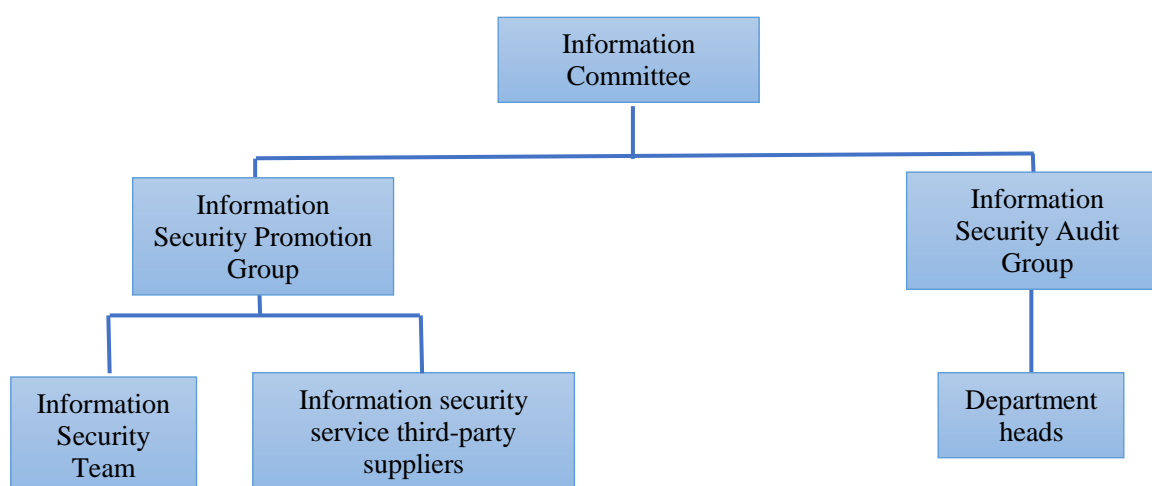 Information
Committee
Information
Security Promotion
Group
Information
Security Audit
Group
Information
Security
Team
Information security
service third-party
suppliers
Department
heads